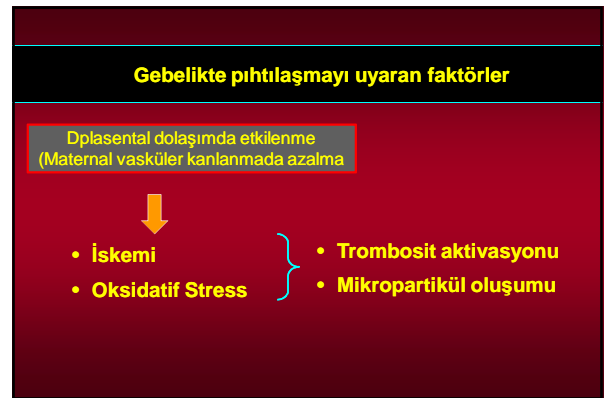 Gebelikte pıhtılaşmayı uyaran faktörler
Dplasental dolaşımda etkilenme
(Maternal vasküler kanlanmada azalma
• İskemi
• Oksidatif Stress
• Trombosit aktivasyonu
• Mikropartikül oluşumu